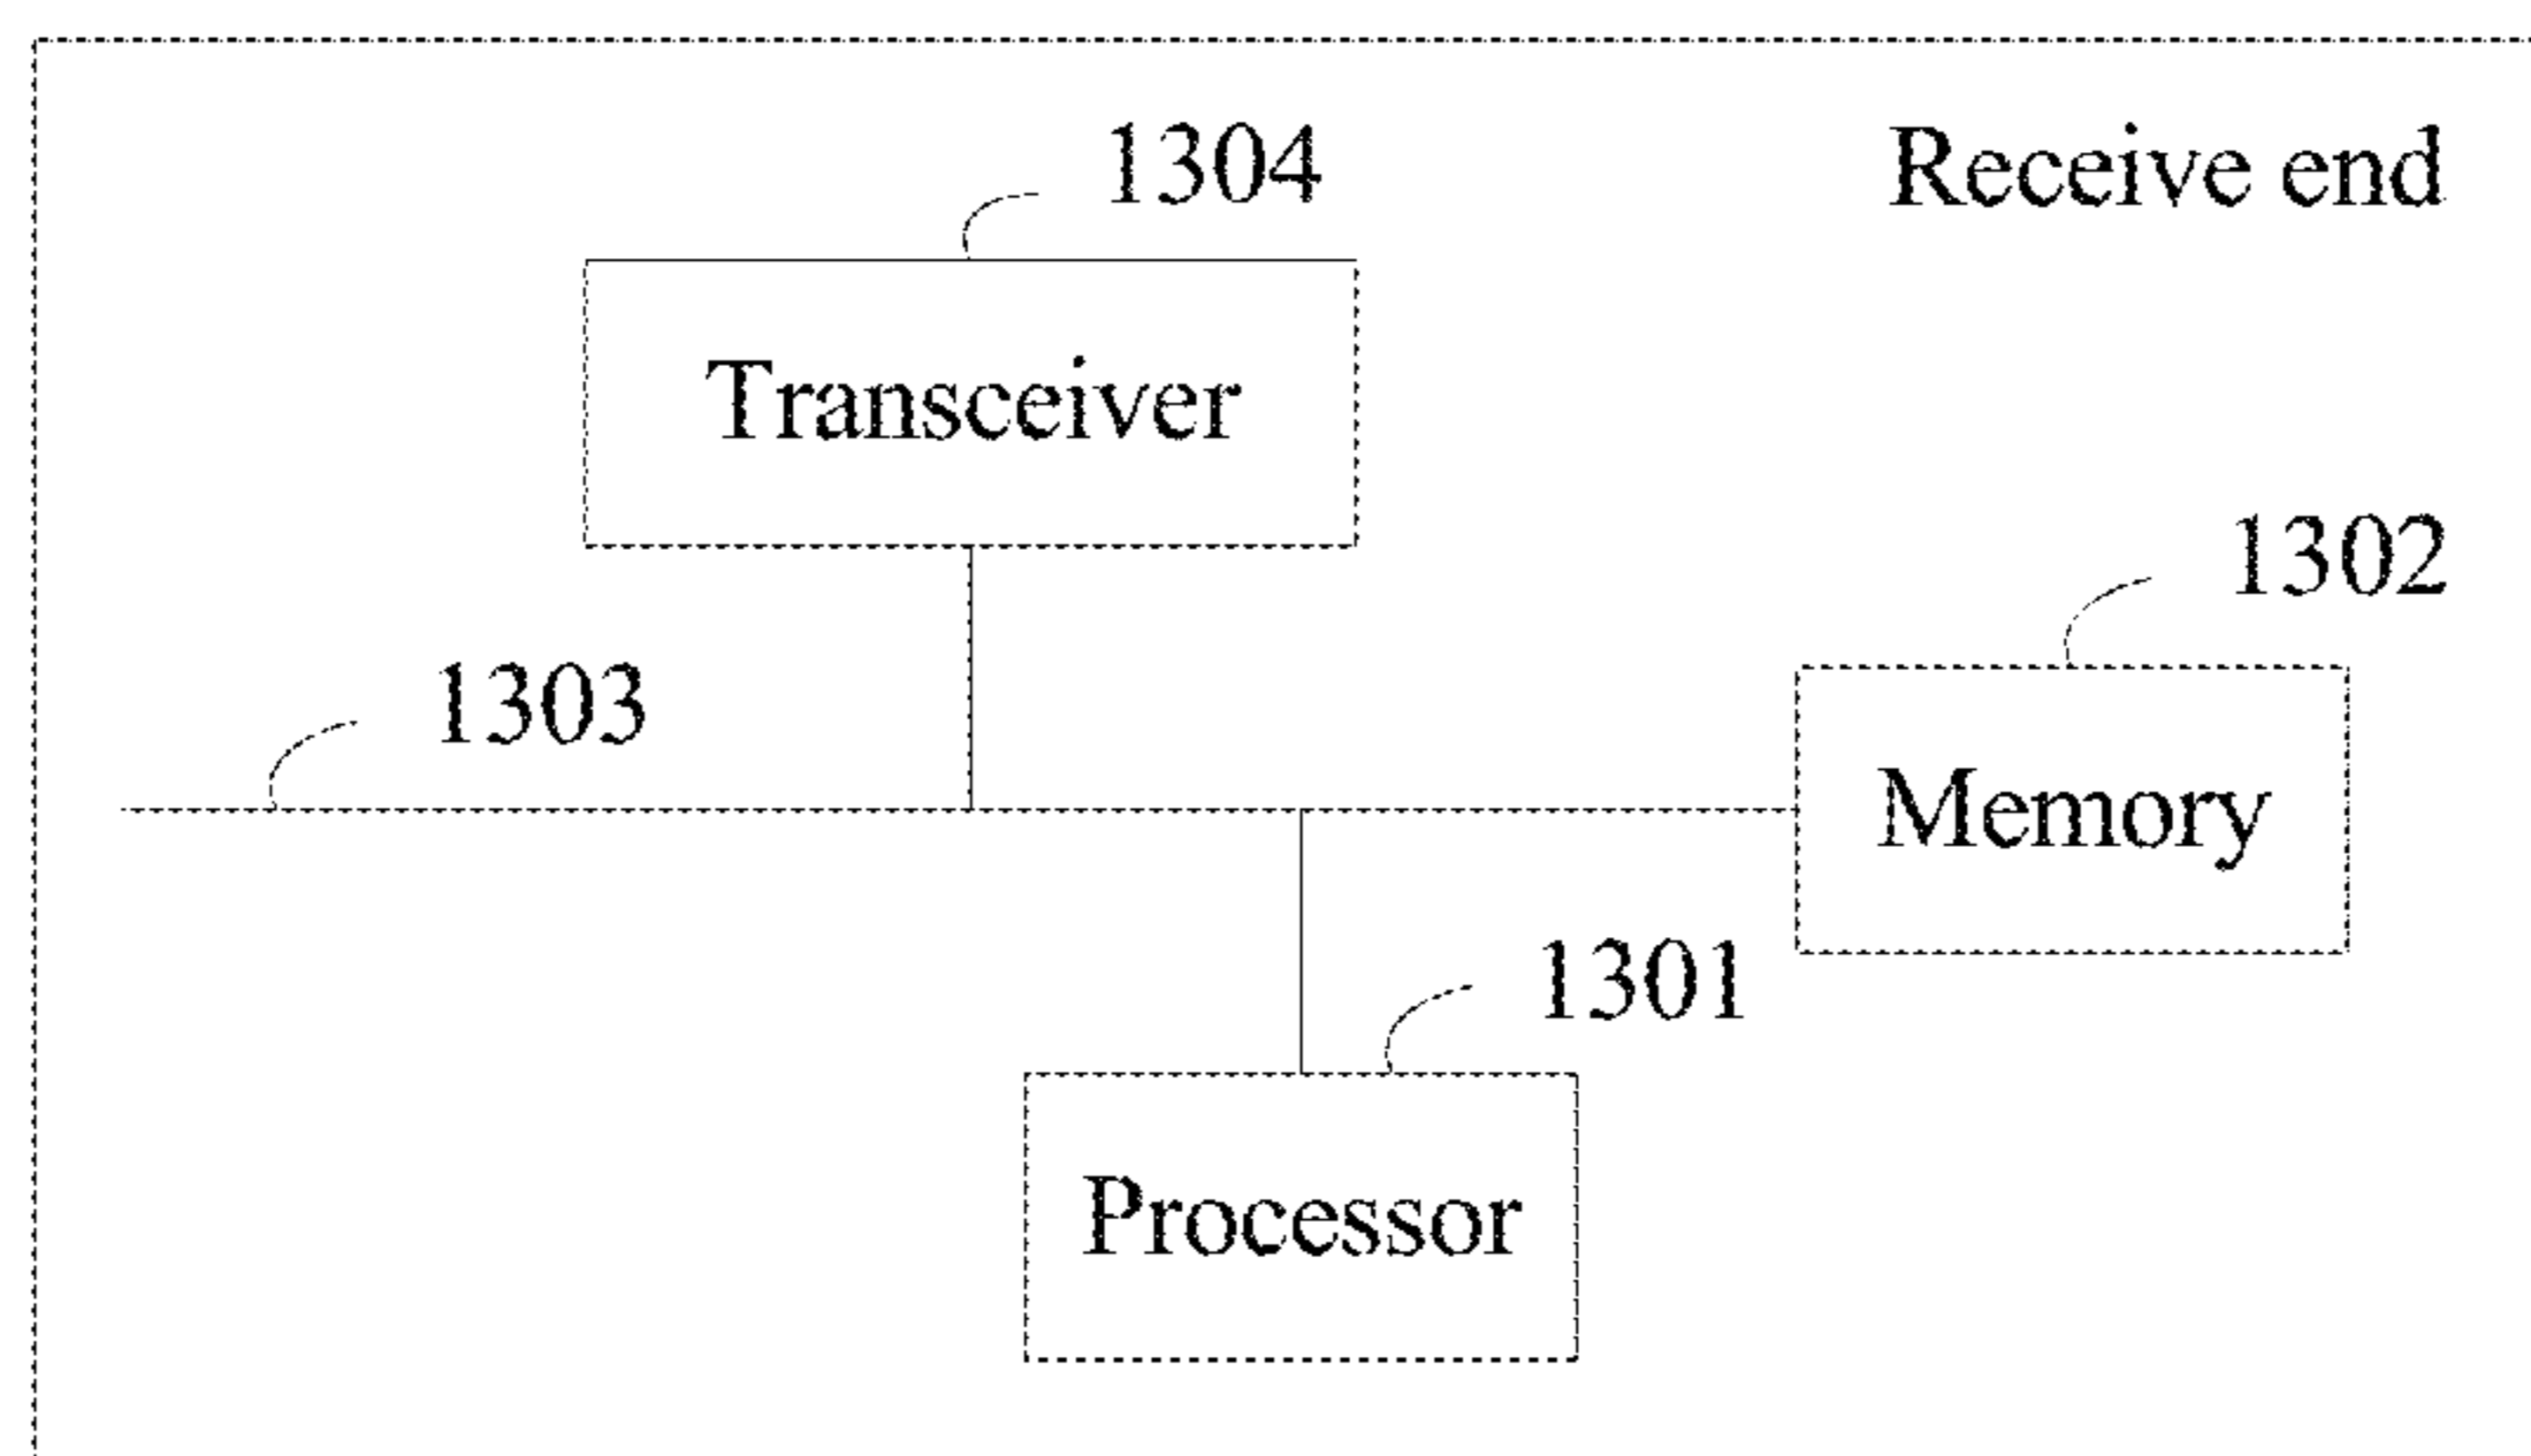 1304
Receive end
Transceiver
1302
1303
Memory
1301
Processor